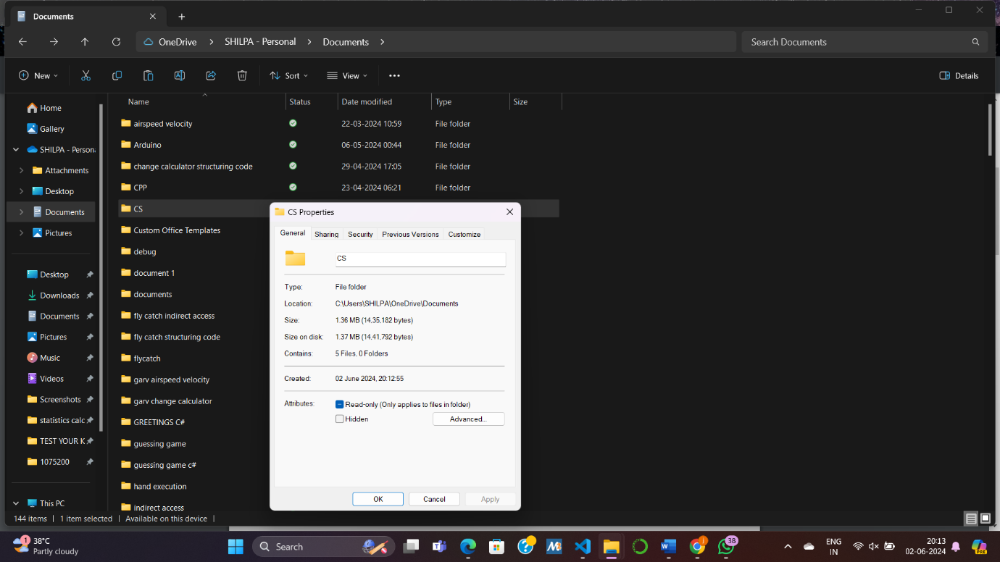 Documents
OneDrive > SHILPA - Personal > Documents >
Search Documents
New
Sort
View
Details
Name Status Date modified Type Size
Home
Gallery
SHILPA - Person
Attachments
Desktop
Documents
Pictures
Desktop
Downloads
Documents
Pictures
Music
Videos
Screenshots
statistics calc
TEST YOUR K
1075200
This PC
airspeed velocity 22-03-2024 10:59 File folder
Arduino 06-05-2024 00:44 File folder
change calculator structuring code 29-04-2024 17:05 File folder
CPP 23-04-2024 06:21 File folder
CS
Custom Office Templates
debug
document 1
documents
fly catch indirect access
fly catch structuring code
flycatch
garv airspeed velocity
garv change calculator
GREETINGS C#
guessing game
guessing game c#
hand execution
indirect access
CS Properties
General Sharing Security Previous Versions Customize
CS
Type: File folder
Location: C:\Users\SHILPA\OneDrive\Documents
Size: 1.36 MB (14,35,182 bytes)
Size on disk: 1.37 MB (14,41,792 bytes)
Contains: 5 Files, 0 Folders
Created: 02 June 2024, 20:12:55
Attributes: Read-only (Only applies to files in folder)
Hidden Advanced...
OK Cancel Apply
144 items | 1 item selected | Available on this device |
1
38°C
Partly cloudy
Search
38
ENG
IN
20:13
02-06-2024
PRE